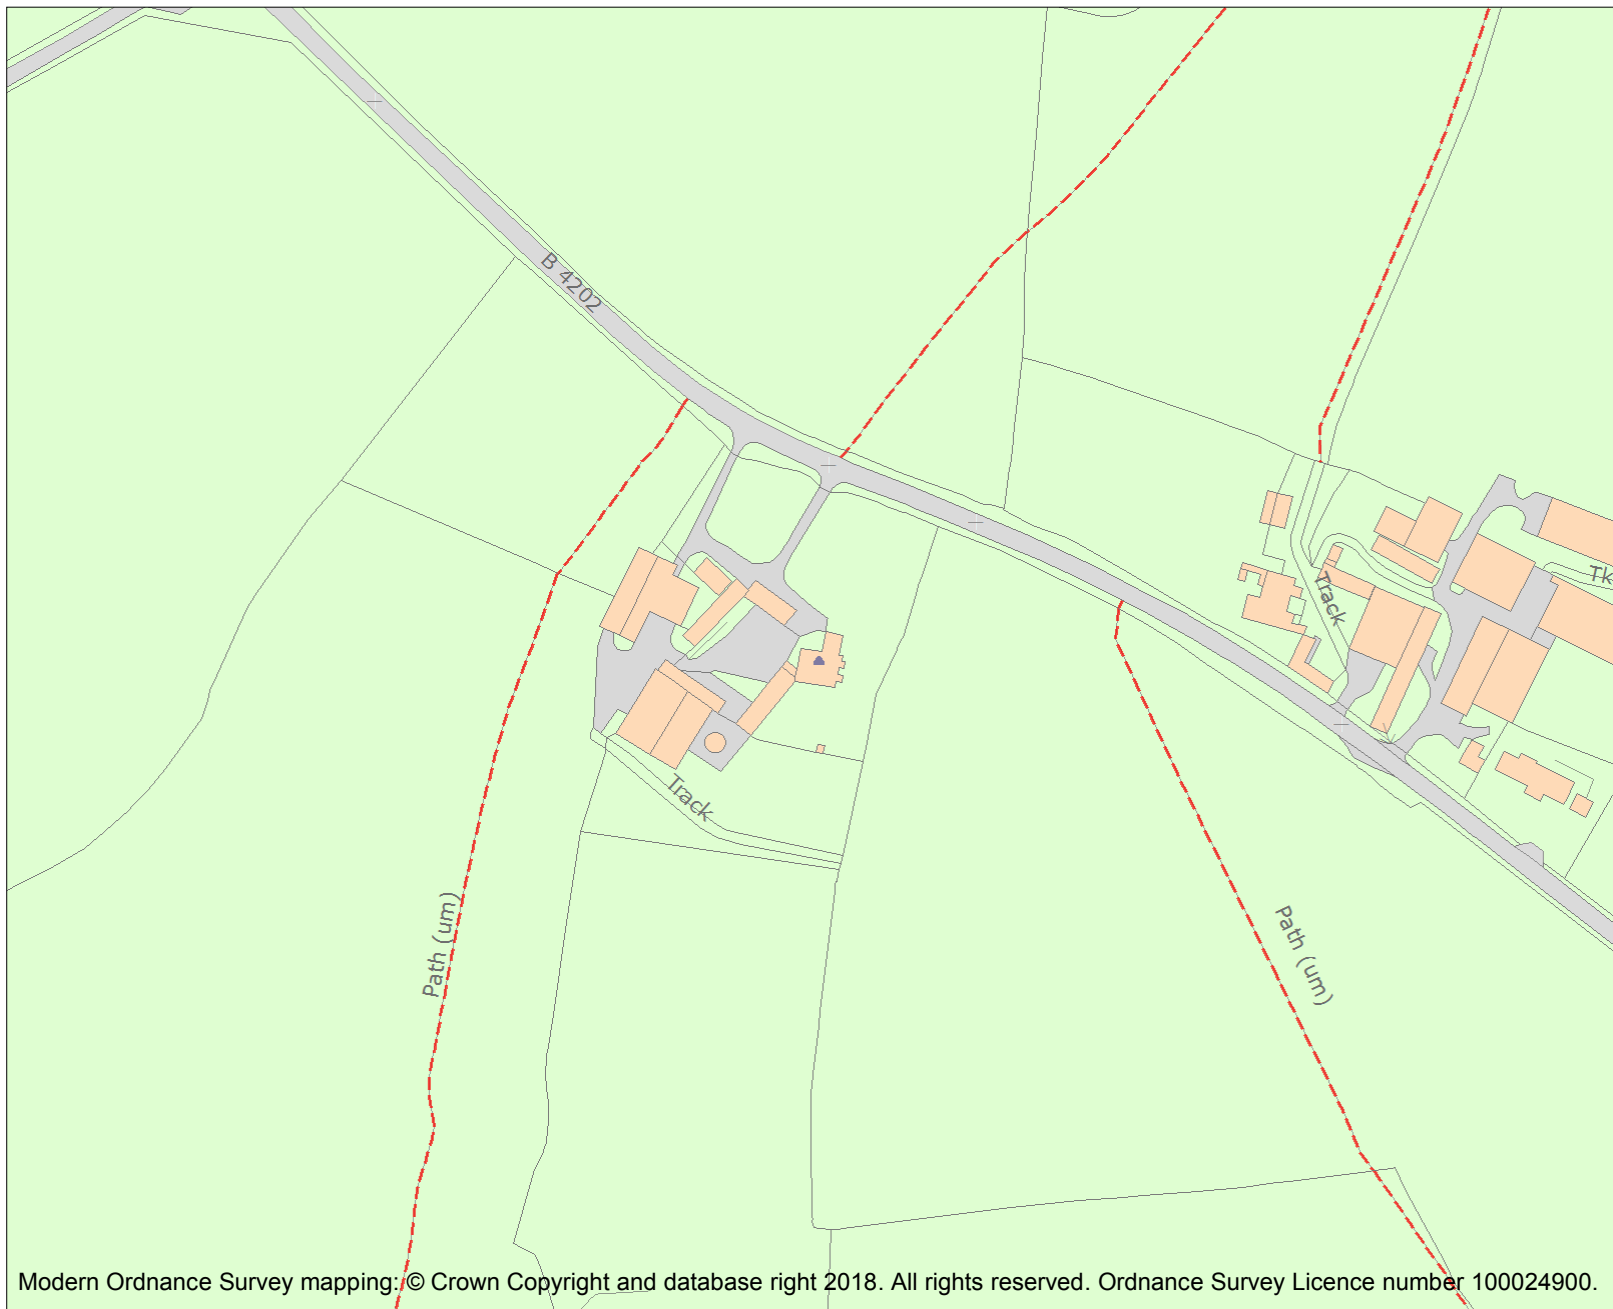 B 4202
Tk
Track
Track
Path (um)
Path (um)
Modern Ordnance Survey mapping: © Crown Copyright and database right 2018. All rights reserved. Ordnance Survey Licence number 100024900.